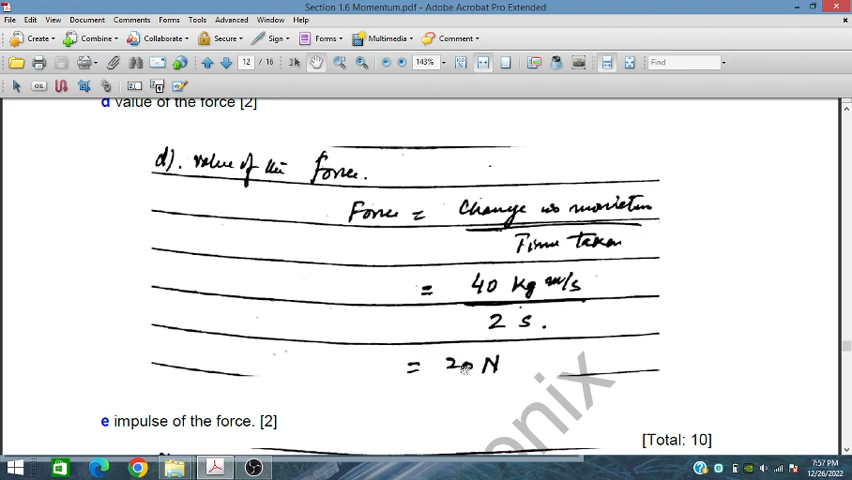 Section 1.6 Momentum.pdf - Adobe Acrobat Pro Extended
File Edit View Document Comments Forms Tools Advanced Window Help
Create Combine Collaborate Secure Sign Forms Multimedia Comment
12 / 16 143% Find
d value of the force [2]
d). value of the force.
Force = Change in momentum
Time taken
= 40 kg m/s
2 s.
= 20 N
e impulse of the force. [2]
[Total: 10]
7:57 PM
12/26/2022